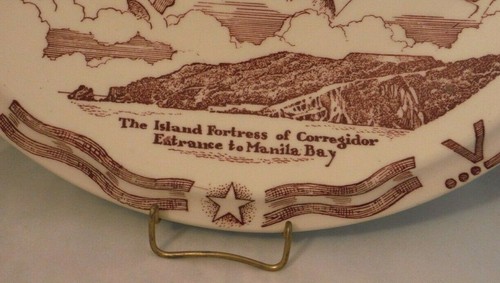 The Island Fortress of Corregidor
Entrance to Manila Bay
V...